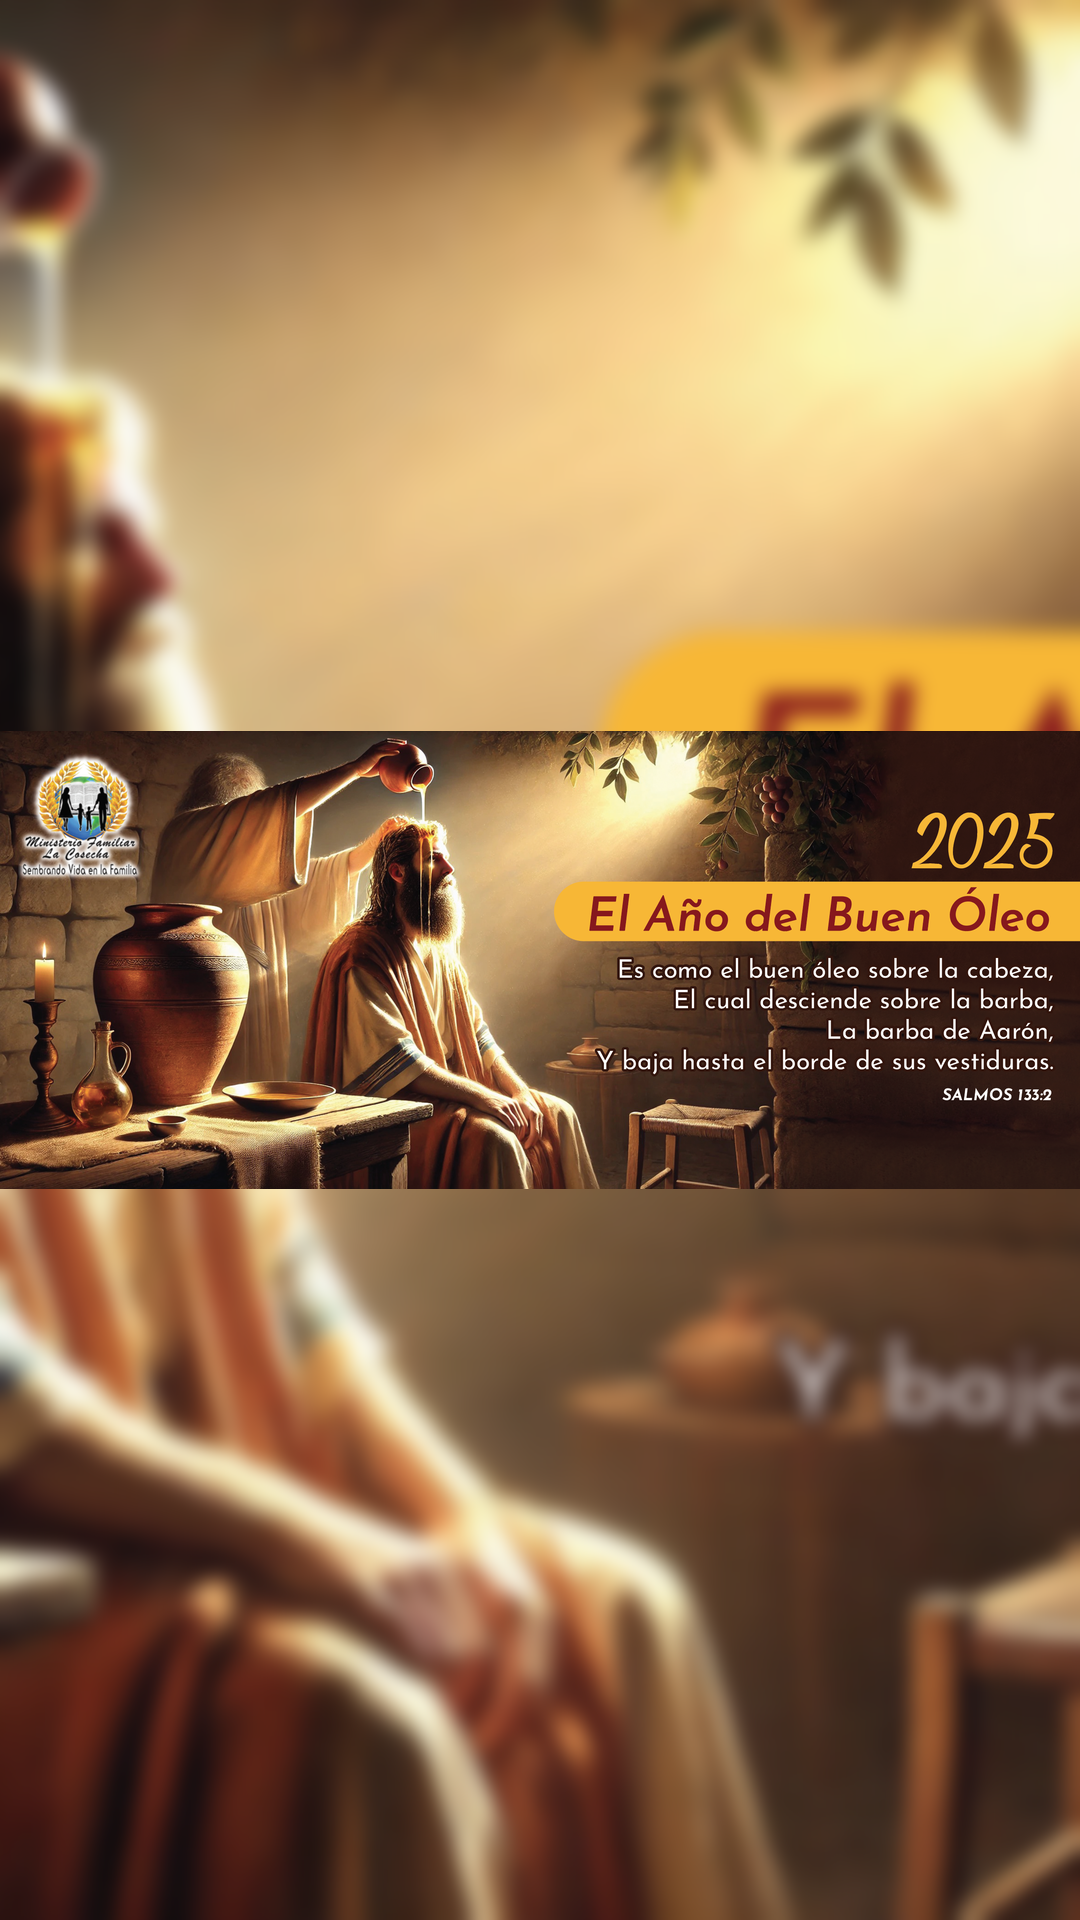 El A
Ministerio Familiar
La Cosecha
Sembrando Vida en la Familia
2025
El Año del Buen Óleo
Es como el buen óleo sobre la cabeza,
El cual desciende sobre la barba,
La barba de Aarón,
Y baja hasta el borde de sus vestiduras.
SALMOS 133:2
Y baja